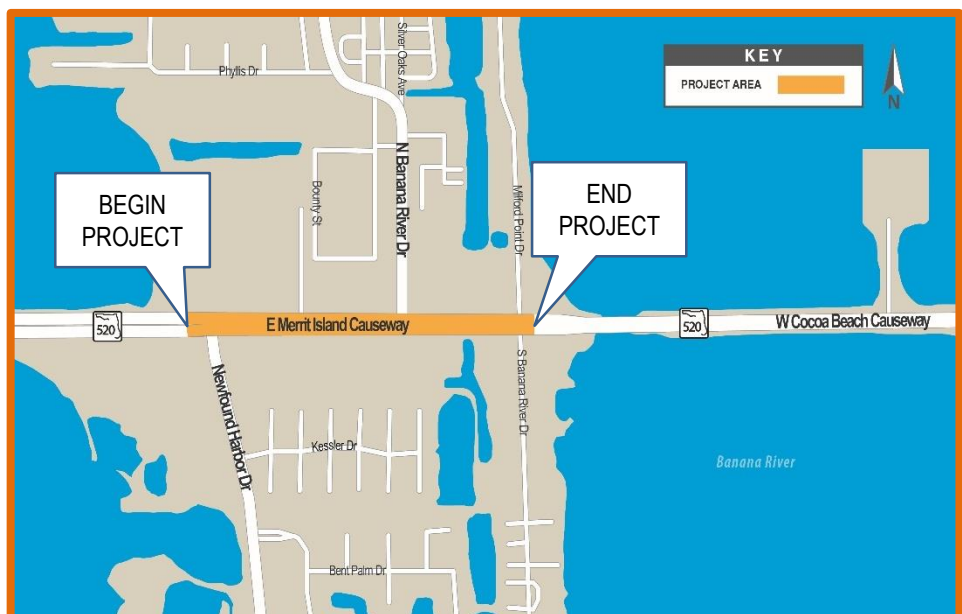 KEY
PROJECT AREA
N
Phyllis Dr
Silver Oaks Ave
N Banana River Dr
Bounty St
Milford Point Dr
BEGIN
PROJECT
END
PROJECT
520
E Merrit Island Causeway
520
W Cocoa Beach Causeway
Newfound Harbor Dr
S Banana River Dr
Kessler Dr
Banana River
Bent Palm Dr